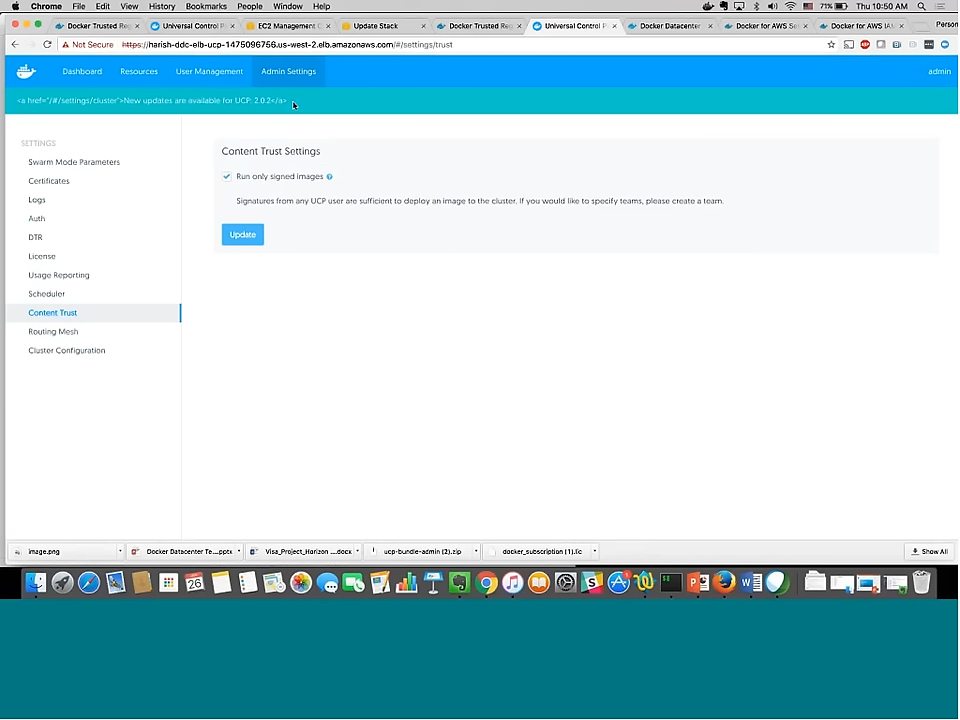 Chrome File Edit View History Bookmarks People Window Help 71% Thu 10:50 AM
Docker Trusted Reg Universal Control P EC2 Management C Update Stack Docker Trusted Reg Universal Control P Docker Datacenter Docker for AWS Se Docker for AWS IA Person
Not Secure https://harish-ddc-elb-ucp-1475096756.us-west-2.elb.amazonaws.com/#/settings/trust
Dashboard Resources User Management Admin Settings admin
<a href="/#/settings/cluster">New updates are available for UCP: 2.0.2</a>
SETTINGS
Swarm Mode Parameters
Certificates
Logs
Auth
DTR
License
Usage Reporting
Scheduler
Content Trust
Routing Mesh
Cluster Configuration
Content Trust Settings
Run only signed images
Signatures from any UCP user are sufficient to deploy an image to the cluster. If you would like to specify teams, please create a team.
Update
image.png Docker Datacenter Te....pptx Visa_Project_Horizon ....docx ucp-bundle-admin (2).zip docker_subscription (1).lic Show All
26